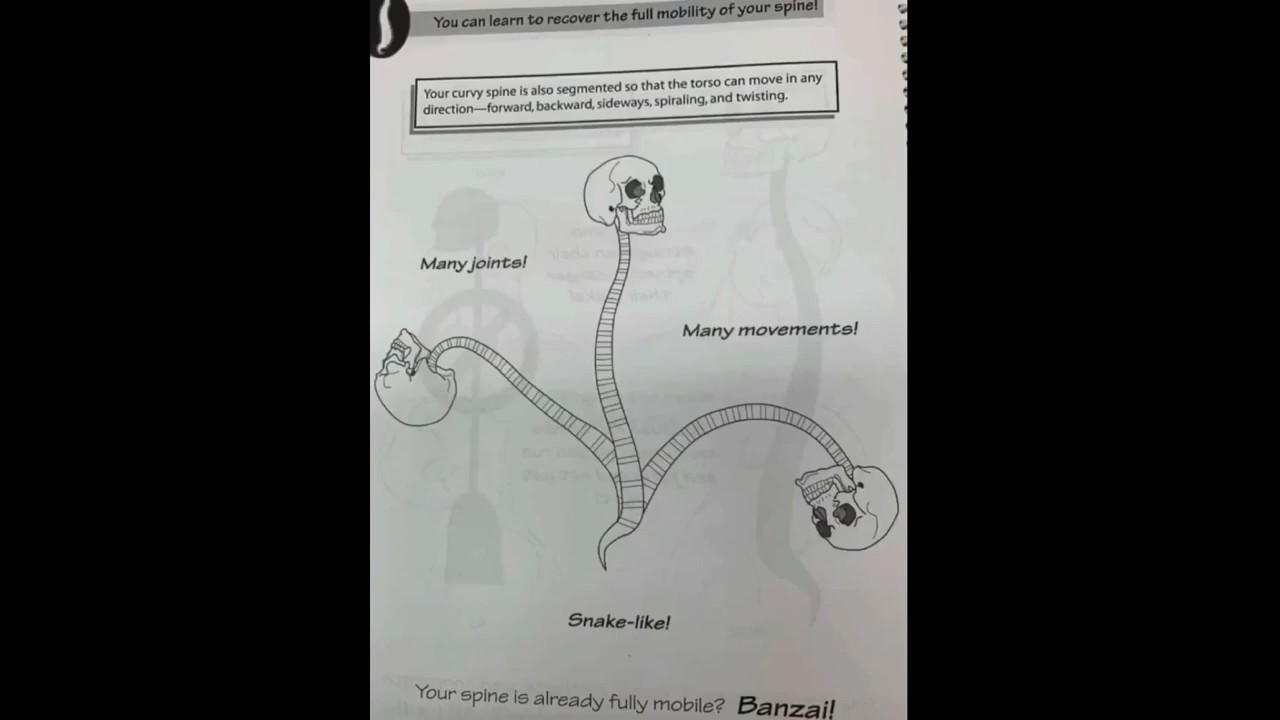 You can learn to recover the full mobility of your spine!
Your curvy spine is also segmented so that the torso can move in any
direction—forward, backward, sideways, spiraling, and twisting.
Many joints!
Many movements!
Snake-like!
Your spine is already fully mobile? Banzai!